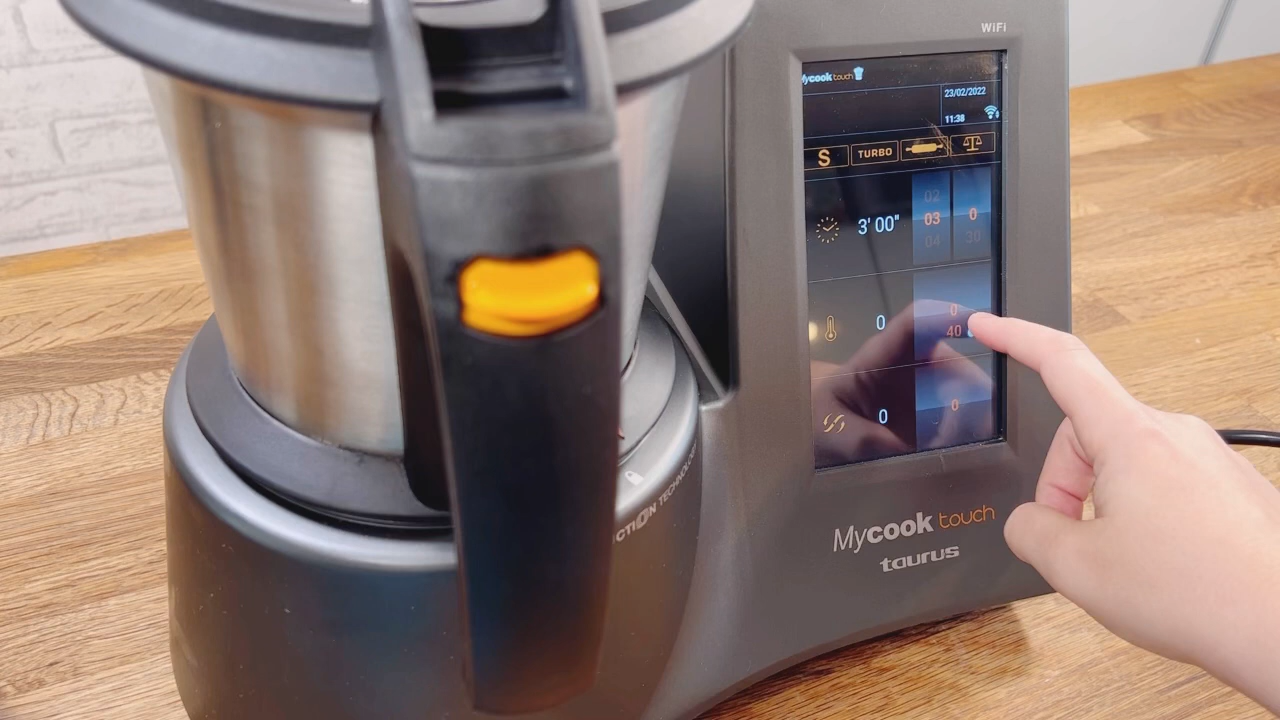 WiFi
Mycook touch
23/02/2022
11:38
S TURBO
02
3' 00" 03 0
04 30
0 0
40
0 0
CTION TECHNOLOGY
Mycook touch
taurus